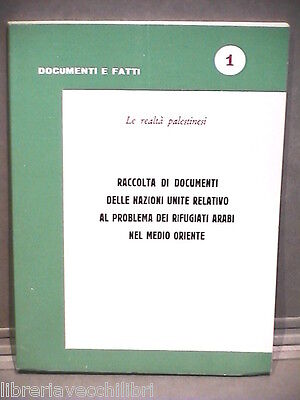 DOCUMENTI E FATTI
1
Le realtà palestinesi
RACCOLTA DI DOCUMENTI
DELLE NAZIONI UNITE RELATIVO
AL PROBLEMA DEI RIFUGIATI ARABI
NEL MEDIO ORIENTE
libreriavecchilibri@libreriavecchilibri